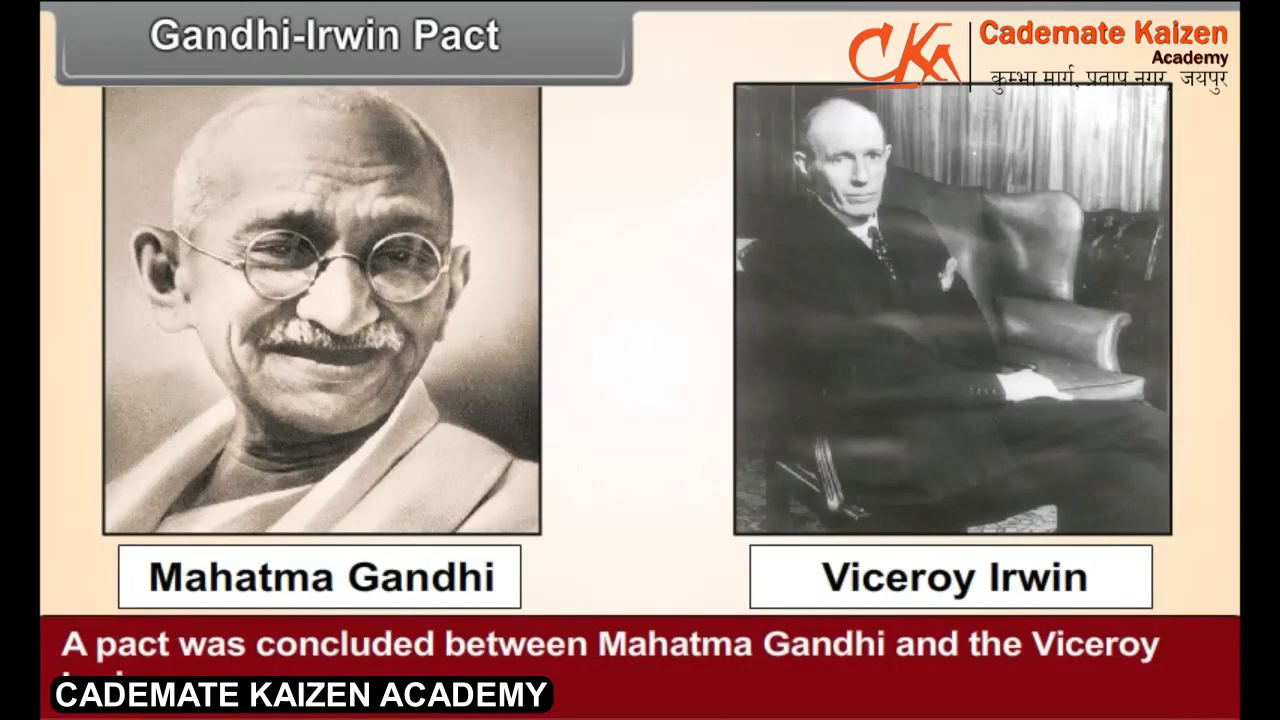 Gandhi-Irwin Pact
CKA
Cademate Kaizen
Academy
कुम्भा मार्ग, प्रताप नगर, जयपुर
Mahatma Gandhi
Viceroy Irwin
A pact was concluded between Mahatma Gandhi and the Viceroy
CADEMATE KAIZEN ACADEMY